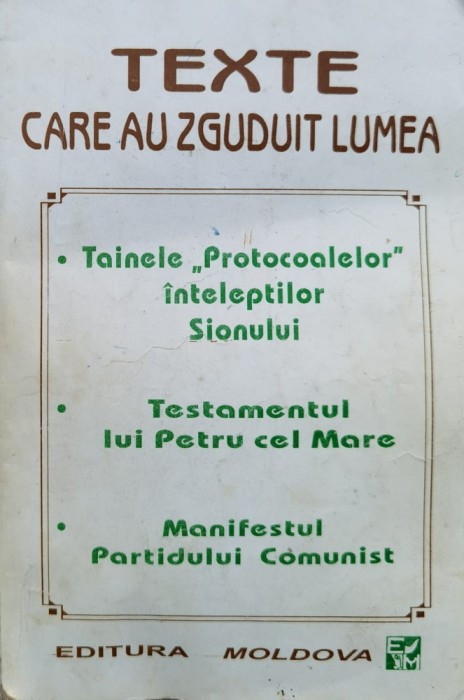 TEXTE
CARE AU ZGUDUIT LUMEA
• Tainele „Protocoalelor”
înteleptilor
Sionului
• Testamentul
lui Petru cel Mare
• Manifestul
Partidului Comunist
EDITURA MOLDOVA EM